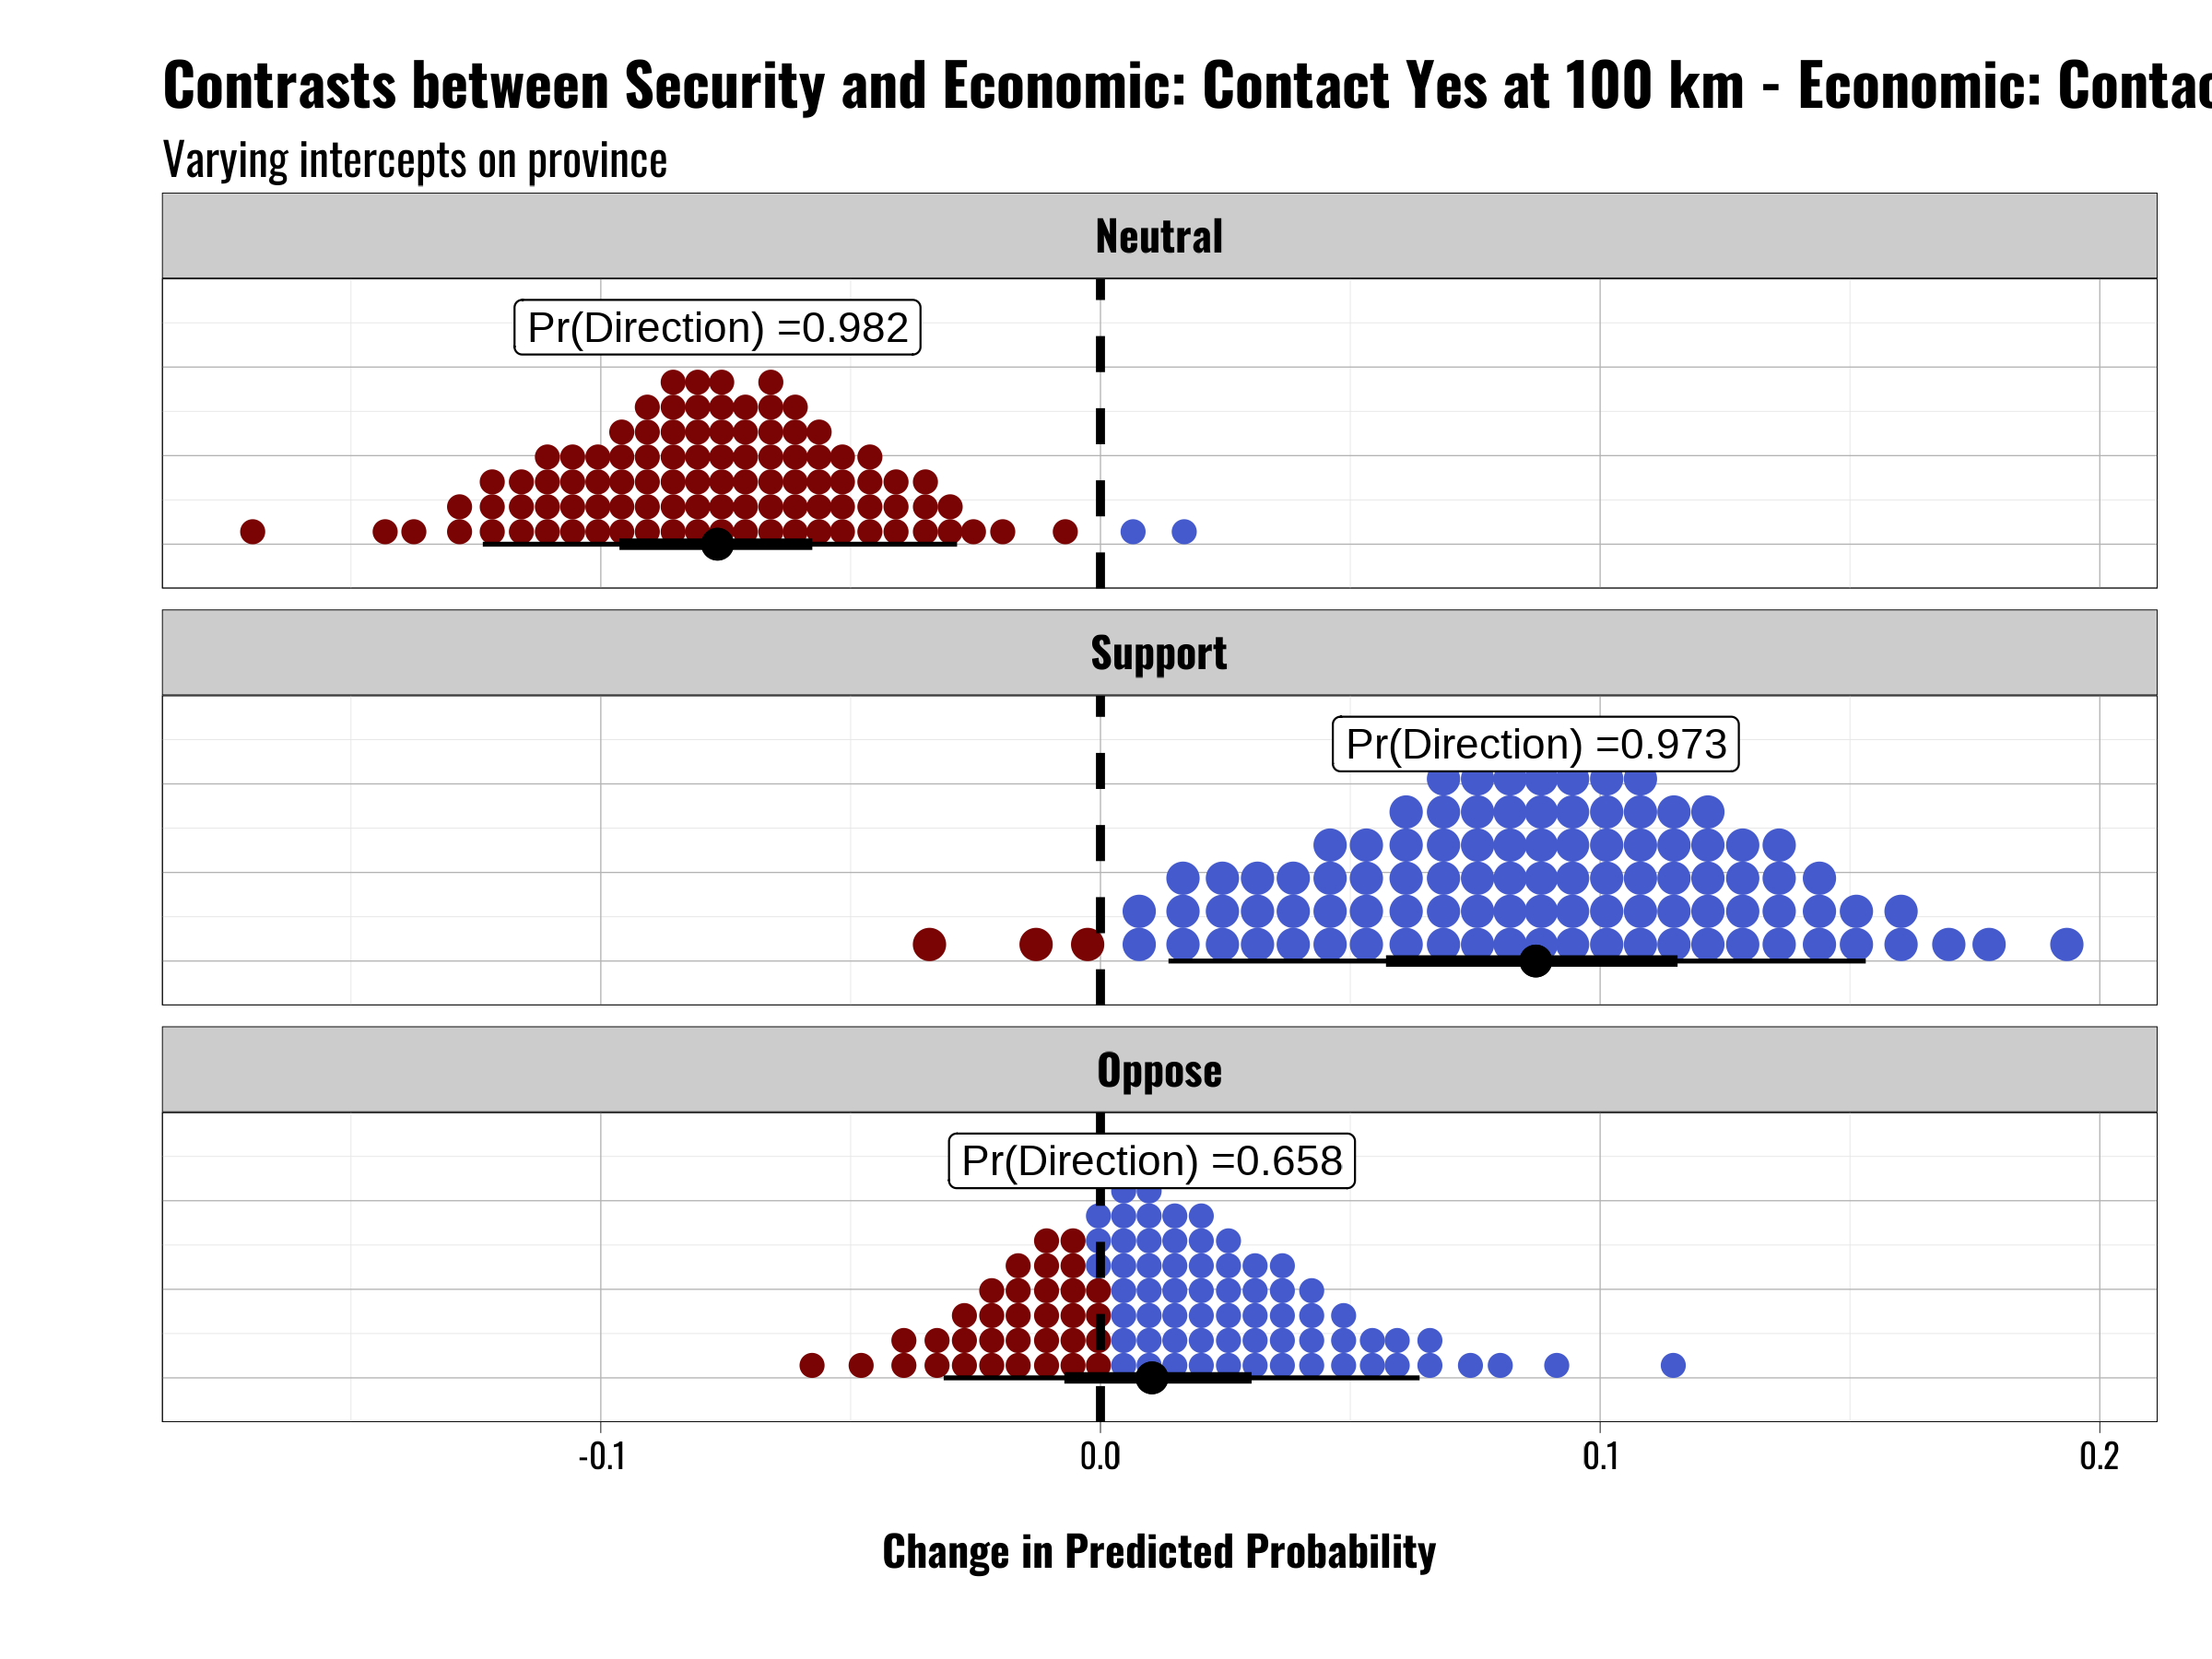 Contrasts between Security and Economic: Contact Yes at 100 km - Economic:
Varying intercepts on province
Neutral
Pr(Direction) =0.982
Support
Pr(Direction) =0.973
Oppose
Pr(Direction) =0.658
-0.1 0.0 0.1 0.2
Change in Predicted Probability